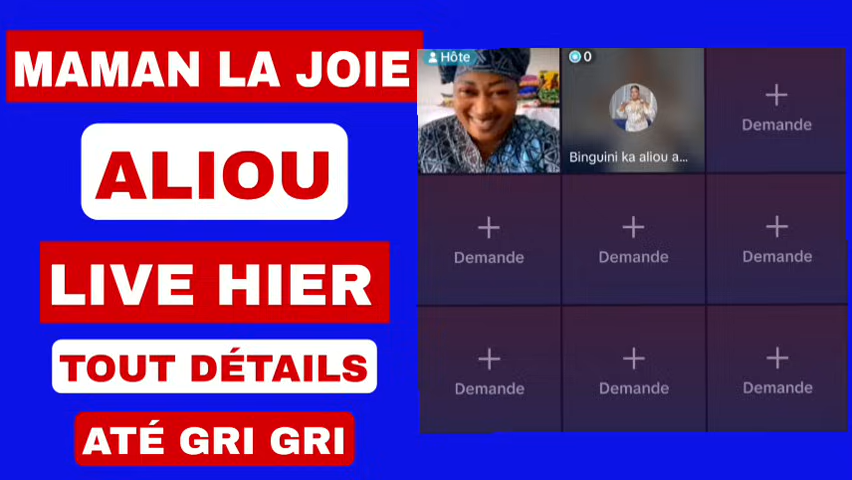 MAMAN LA JOIE
ALIOU
LIVE HIER
TOUT DÉTAILS
ATÉ GRI GRI
Hôte
0
Binguini ka aliou a...
Demande
Demande
Demande
Demande
Demande
Demande
Demande